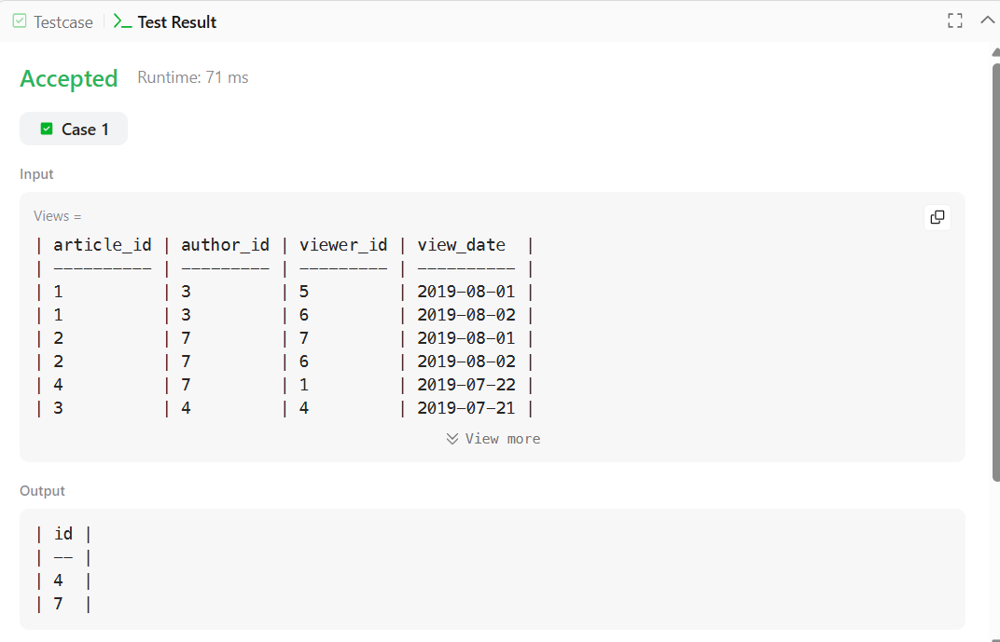 Testcase >_ Test Result
Accepted Runtime: 71 ms
Case 1
Input
Views =
| article_id | author_id | viewer_id | view_date  |
| ---------- | --------- | --------- | ---------- |
| 1          | 3         | 5         | 2019-08-01 |
| 1          | 3         | 6         | 2019-08-02 |
| 2          | 7         | 7         | 2019-08-01 |
| 2          | 7         | 6         | 2019-08-02 |
| 4          | 7         | 1         | 2019-07-22 |
| 3          | 4         | 4         | 2019-07-21 |
View more
Output
| id |
| -- |
| 4  |
| 7  |